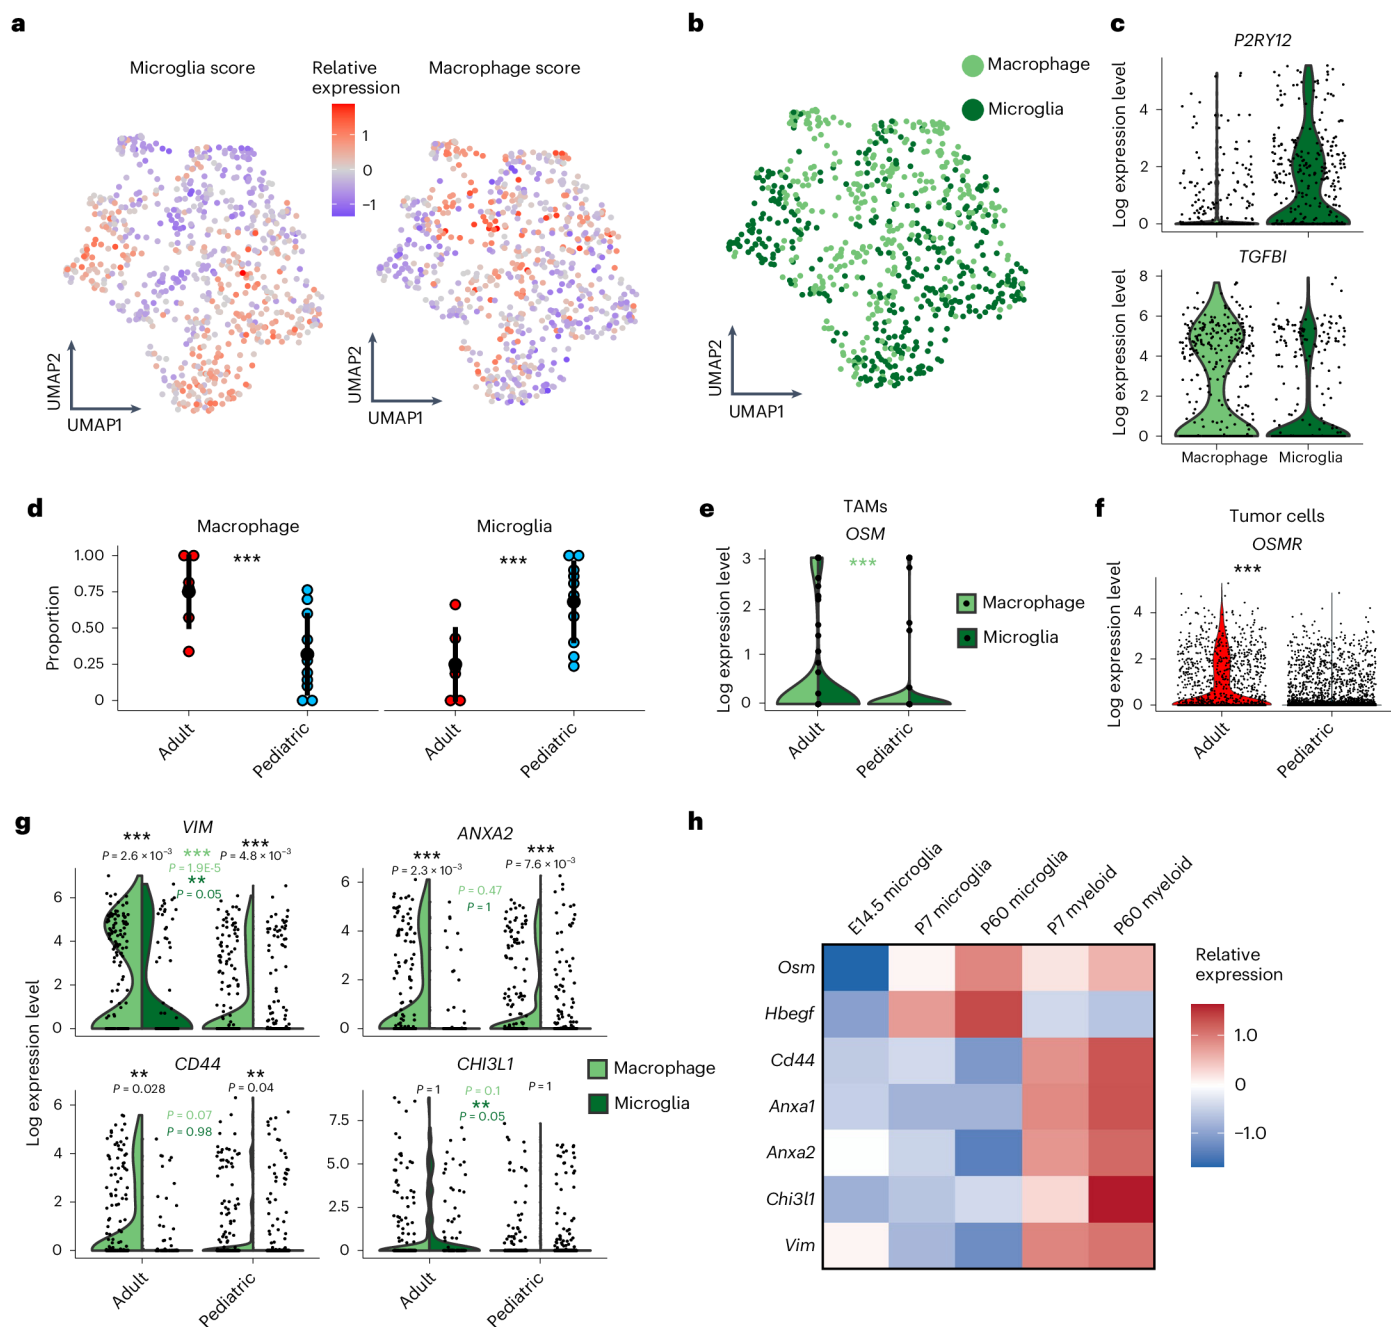 a
Microglia score
Relative
expression
Macrophage score
1
0
−1
UMAP2
UMAP1
UMAP2
UMAP1
b
Macrophage
Microglia
UMAP2
UMAP1
c
P2RY12
Log expression level
4
2
0
TGFBI
Log expression level
8
6
4
2
0
Macrophage
Microglia
d
Macrophage
Microglia
Proportion
1.00
0.75
0.50
0.25
0
***
***
Adult
Pediatric
Adult
Pediatric
e
TAMs
OSM
Log expression level
3
2
1
0
***
Macrophage
Microglia
Adult
Pediatric
f
Tumor cells
OSMR
***
Log expression level
4
2
0
Adult
Pediatric
g
Log expression level
VIM
***
P = 2.6 × 10−3
***
P = 1.9E-5
**
P = 0.05
***
P = 4.8 × 10−3
6
4
2
0
ANXA2
***
P = 2.3 × 10−3
P = 0.47
P = 1
***
P = 7.6 × 10−3
6
4
2
0
CD44
**
P = 0.028
P = 0.07
P = 0.98
**
P = 0.04
6
4
2
0
CHI3L1
P = 1
P = 0.1
**
P = 0.05
P = 1
7.5
5.0
2.5
0
Macrophage
Microglia
Adult
Pediatric
Adult
Pediatric
h
E14.5 microglia
P7 microglia
P60 microglia
P7 myeloid
P60 myeloid
Osm
Hbegf
Cd44
Anxa1
Anxa2
Chi3l1
Vim
Relative
expression
1.0
0
−1.0